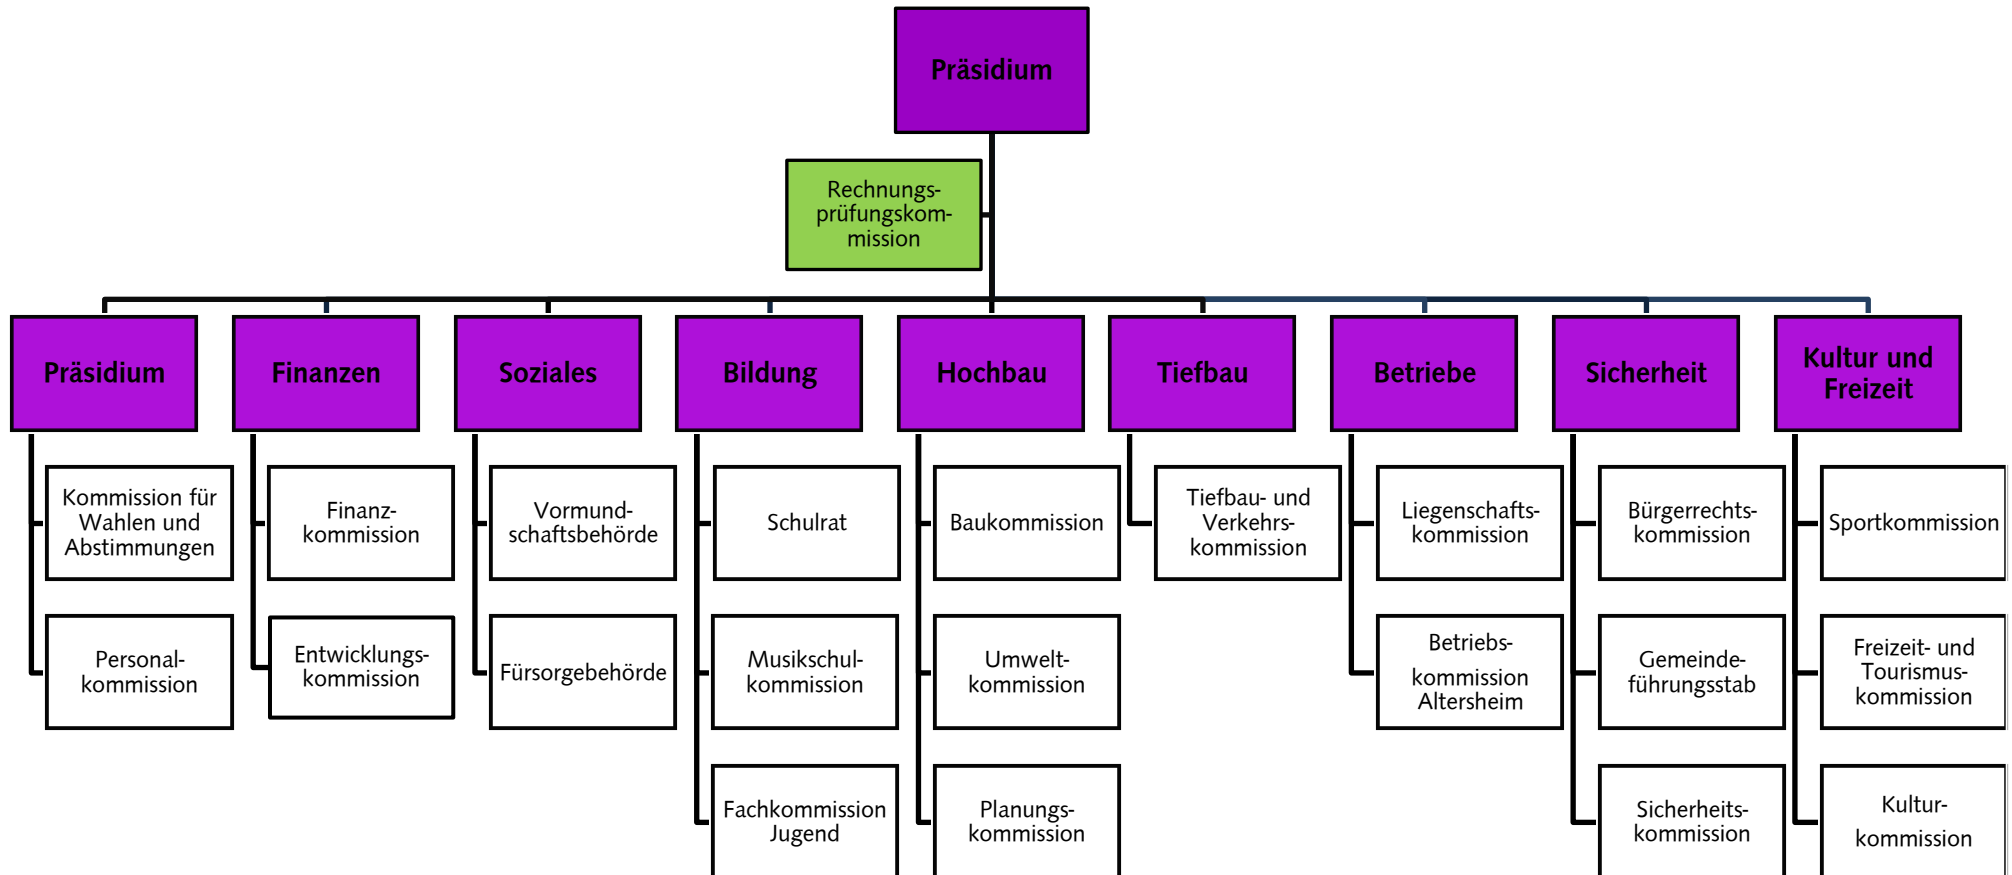 Präsidium
Rechnungs-
prüfungskom-
mission
Präsidium
Finanzen
Soziales
Bildung
Hochbau
Tiefbau
Betriebe
Sicherheit
Kultur und
Freizeit
Kommission für
Wahlen und
Abstimmungen
Finanz-
kommission
Vormund-
schaftsbehörde
Schulrat
Baukommission
Tiefbau- und
Verkehrs-
kommission
Liegenschafts-
kommission
Bürgerrechts-
kommission
Sportkommission
Personal-
kommission
Entwicklungs-
kommission
Fürsorgebehörde
Musikschul-
kommission
Umwelt-
kommission
Betriebs-
kommission
Altersheim
Gemeinde-
führungsstab
Freizeit- und
Tourismus-
kommission
Fachkommission
Jugend
Planungs-
kommission
Sicherheits-
kommission
Kultur-
kommission